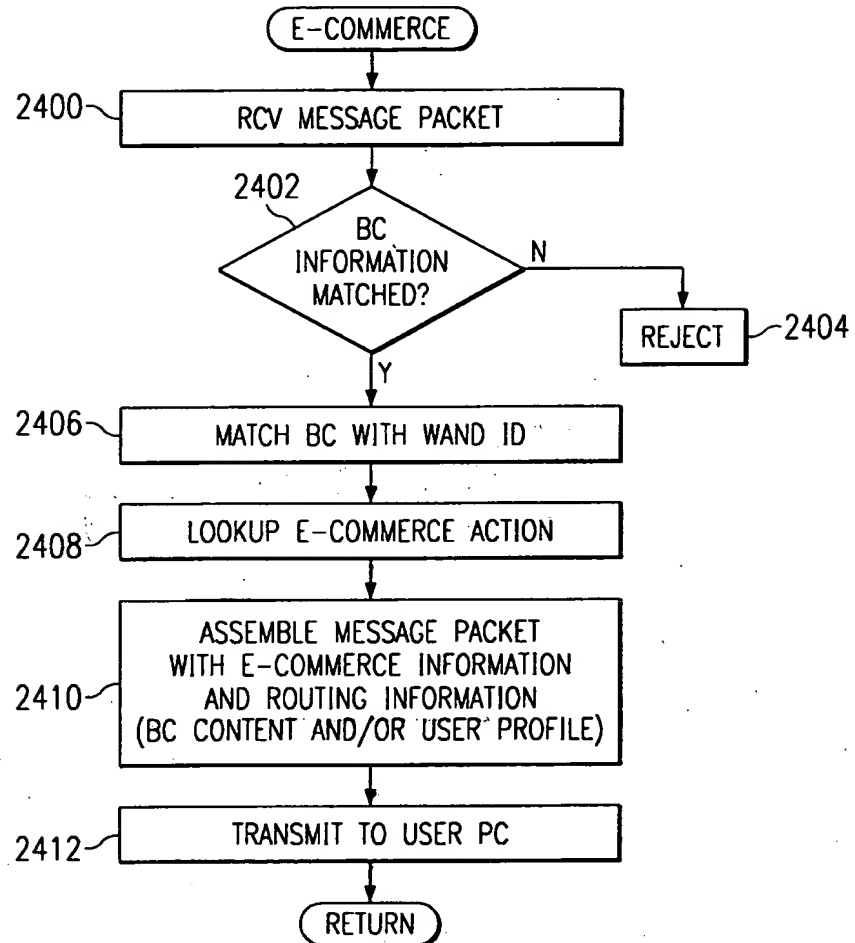 E-COMMERCE
2400
RCV MESSAGE PACKET
2402
BC
INFORMATION
MATCHED?
N
REJECT
2404
Y
2406
MATCH BC WITH WAND ID
2408
LOOKUP E-COMMERCE ACTION
2410
ASSEMBLE MESSAGE PACKET
WITH E-COMMERCE INFORMATION
AND ROUTING INFORMATION
(BC CONTENT AND/OR USER PROFILE)
2412
TRANSMIT TO USER PC
RETURN